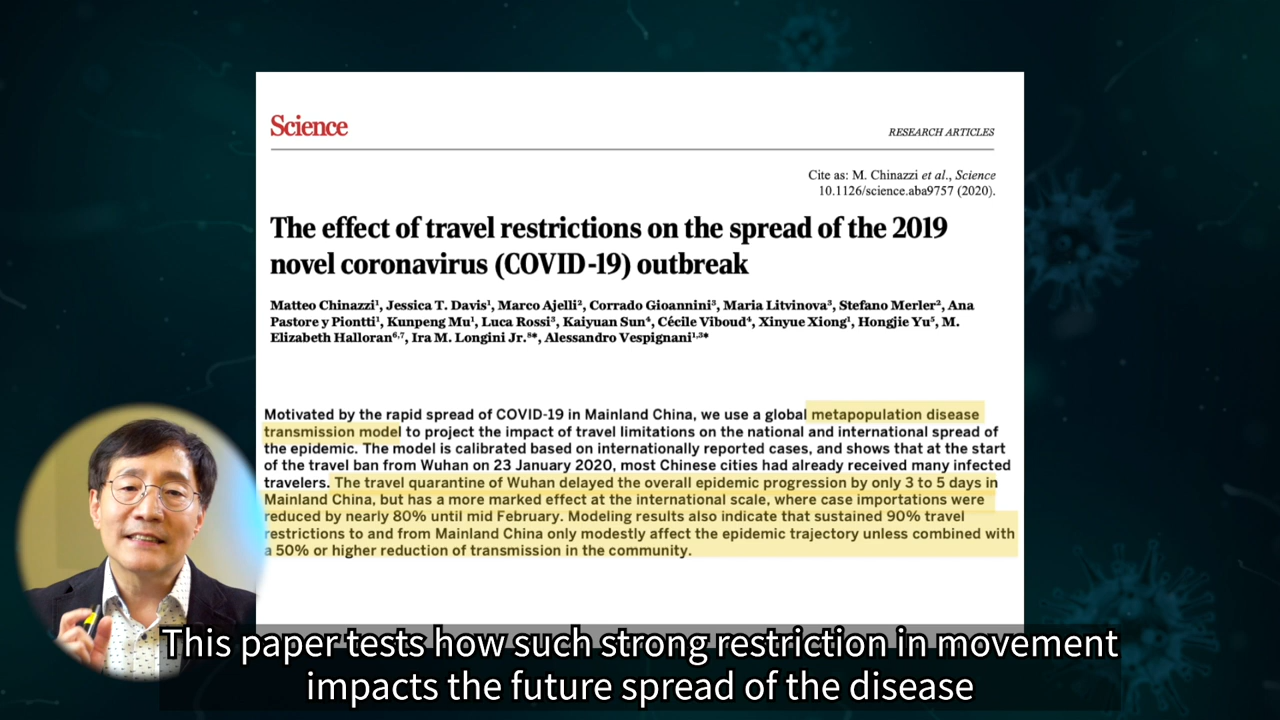 Science
RESEARCH ARTICLES
Cite as: M. Chinazzi et al., Science
10.1126/science.aba9757 (2020).
The effect of travel restrictions on the spread of the 2019
novel coronavirus (COVID-19) outbreak
Matteo Chinazzi¹, Jessica T. Davis¹, Marco Ajelli², Corrado Gioannini³, Maria Litvinova³, Stefano Merler², Ana
Pastore y Piontti¹, Kunpeng Mu¹, Luca Rossi³, Kaiyuan Sun⁴, Cécile Viboud⁴, Xinyue Xiong¹, Hongjie Yu⁵, M.
Elizabeth Halloran⁶,⁷, Ira M. Longini Jr.⁸*, Alessandro Vespignani¹,³*
Motivated by the rapid spread of COVID-19 in Mainland China, we use a global metapopulation disease
transmission model to project the impact of travel limitations on the national and international spread of
the epidemic. The model is calibrated based on internationally reported cases, and shows that at the start
of the travel ban from Wuhan on 23 January 2020, most Chinese cities had already received many infected
travelers. The travel quarantine of Wuhan delayed the overall epidemic progression by only 3 to 5 days in
Mainland China, but has a more marked effect at the international scale, where case importations were
reduced by nearly 80% until mid February. Modeling results also indicate that sustained 90% travel
restrictions to and from Mainland China only modestly affect the epidemic trajectory unless combined with
a 50% or higher reduction of transmission in the community.
This paper tests how such strong restriction in movement
impacts the future spread of the disease